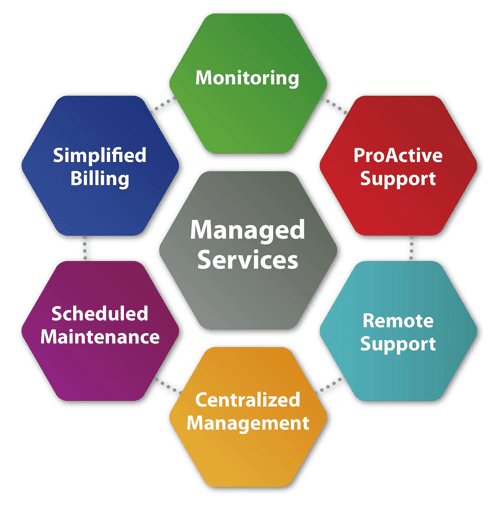 Monitoring
Simplified
Billing
ProActive
Support
Managed
Services
Scheduled
Maintenance
Remote
Support
Centralized
Management